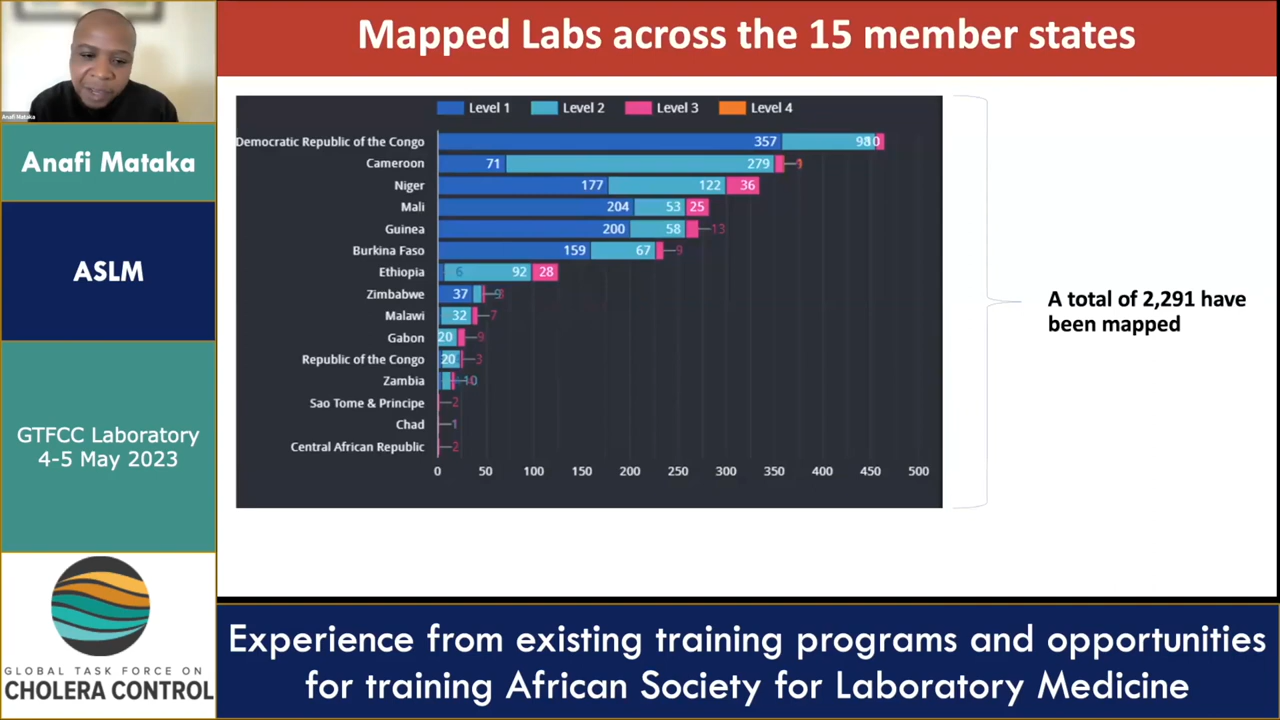 Mapped Labs across the 15 member states
Anafi Mataka
Anafi Mataka
ASLM
GTFCC Laboratory
4-5 May 2023
GLOBAL TASK FORCE ON
CHOLERA CONTROL
Level 1 Level 2 Level 3 Level 4
Democratic Republic of the Congo 357
Cameroon 71 279
Niger 177 122 36
Mali 204 53 25
Guinea 200 58 13
Burkina Faso 159 67 9
Ethiopia 6 92 28
Zimbabwe 37
Malawi 32 7
Gabon 20 9
Republic of the Congo 20 3
Zambia
Sao Tome & Principe 2
Chad 1
Central African Republic 2
0 50 100 150 200 250 300 350 400 450 500
A total of 2,291 have
been mapped
Experience from existing training programs and opportunities
for training African Society for Laboratory Medicine